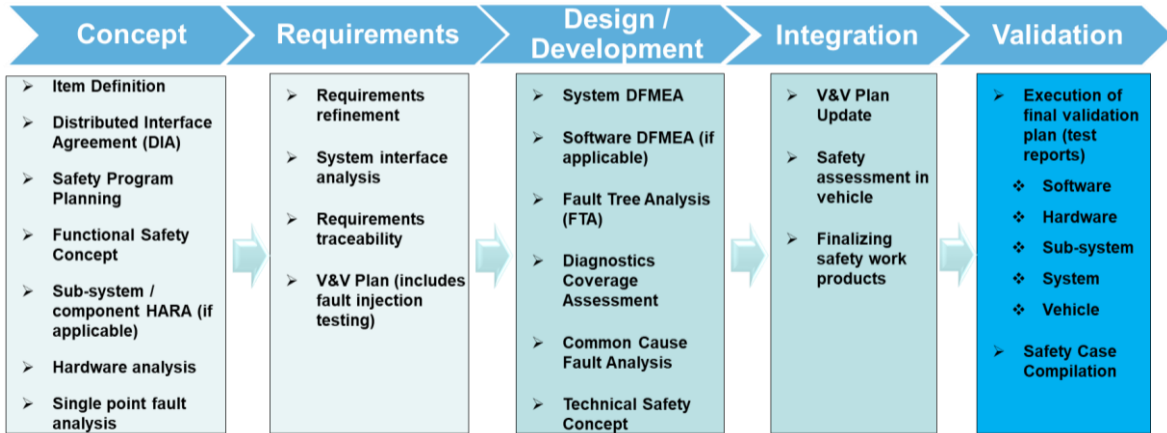 Concept
Requirements
Design /
Development
Integration
Validation
➢ Item Definition
➢ Distributed Interface
Agreement (DIA)
➢ Safety Program
Planning
➢ Functional Safety
Concept
➢ Sub-system /
component HARA (if
applicable)
➢ Hardware analysis
➢ Single point fault
analysis
➢ Requirements
refinement
➢ System interface
analysis
➢ Requirements
traceability
➢ V&V Plan (includes
fault injection
testing)
➢ System DFMEA
➢ Software DFMEA (if
applicable)
➢ Fault Tree Analysis
(FTA)
➢ Diagnostics
Coverage
Assessment
➢ Common Cause
Fault Analysis
➢ Technical Safety
Concept
➢ V&V Plan
Update
➢ Safety
assessment in
vehicle
➢ Finalizing
safety work
products
➢ Execution of
final validation
plan (test
reports)
❖ Software
❖ Hardware
❖ Sub-system
❖ System
❖ Vehicle
➢ Safety Case
Compilation